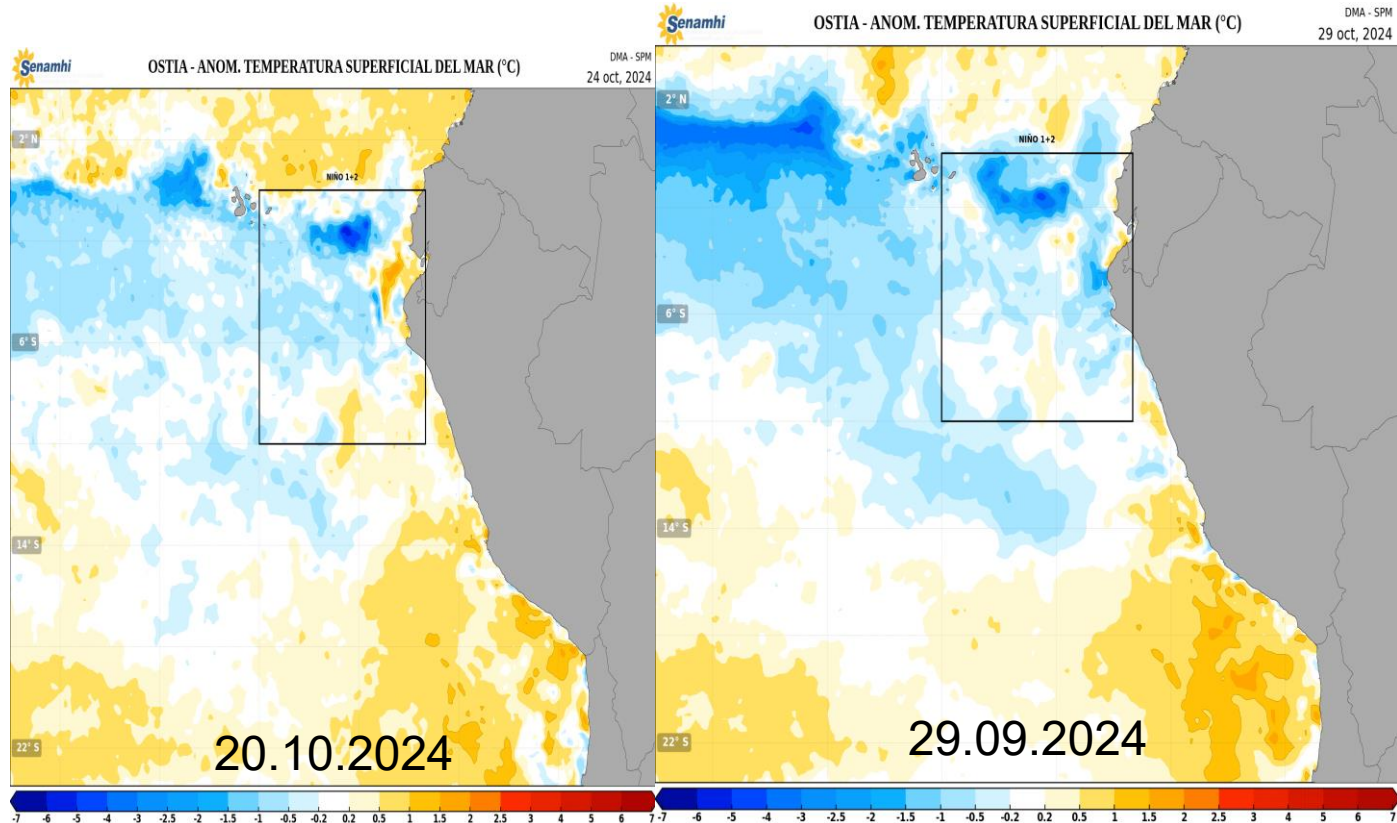 Senamhi
OSTIA - ANOM. TEMPERATURA SUPERFICIAL DEL MAR (°C)
DMA - SPM
24 oct, 2024
2° N
NIÑO 1+2
6° S
14° S
22° S
20.10.2024
-7 -6 -5 -4 -3 -2.5 -2 -1.5 -1 -0.5 -0.2 0.2 0.5 1 1.5 2 2.5 3 4 5 6 7
Senamhi
OSTIA - ANOM. TEMPERATURA SUPERFICIAL DEL MAR (°C)
DMA - SPM
29 oct, 2024
2° N
NIÑO 1+2
6° S
14° S
22° S
29.09.2024
-7 -6 -5 -4 -3 -2.5 -2 -1.5 -1 -0.5 -0.2 0.2 0.5 1 1.5 2 2.5 3 4 5 6 7